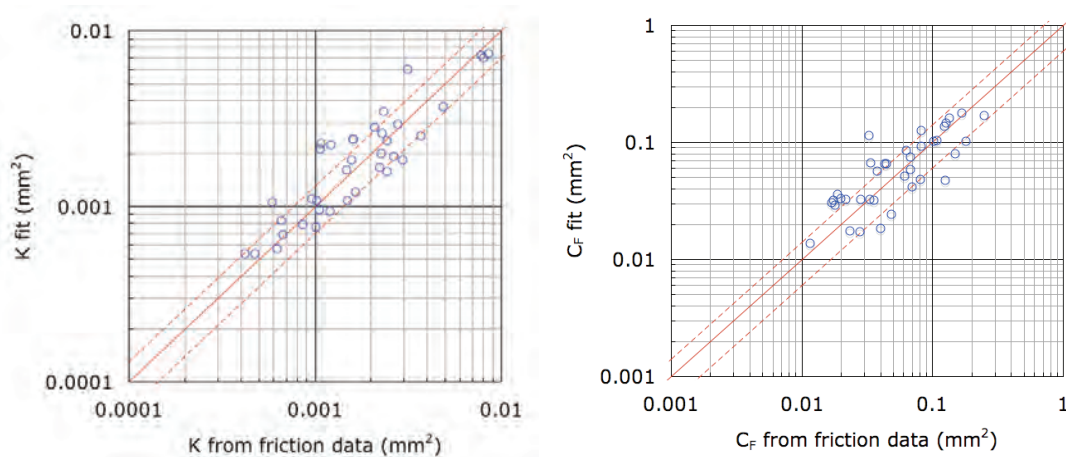 0.01
0.001
0.0001
K fit (mm²)
0.0001 0.001 0.01
K from friction data (mm²)
1
0.1
0.01
0.001
C_F fit (mm²)
0.001 0.01 0.1 1
C_F from friction data (mm²)